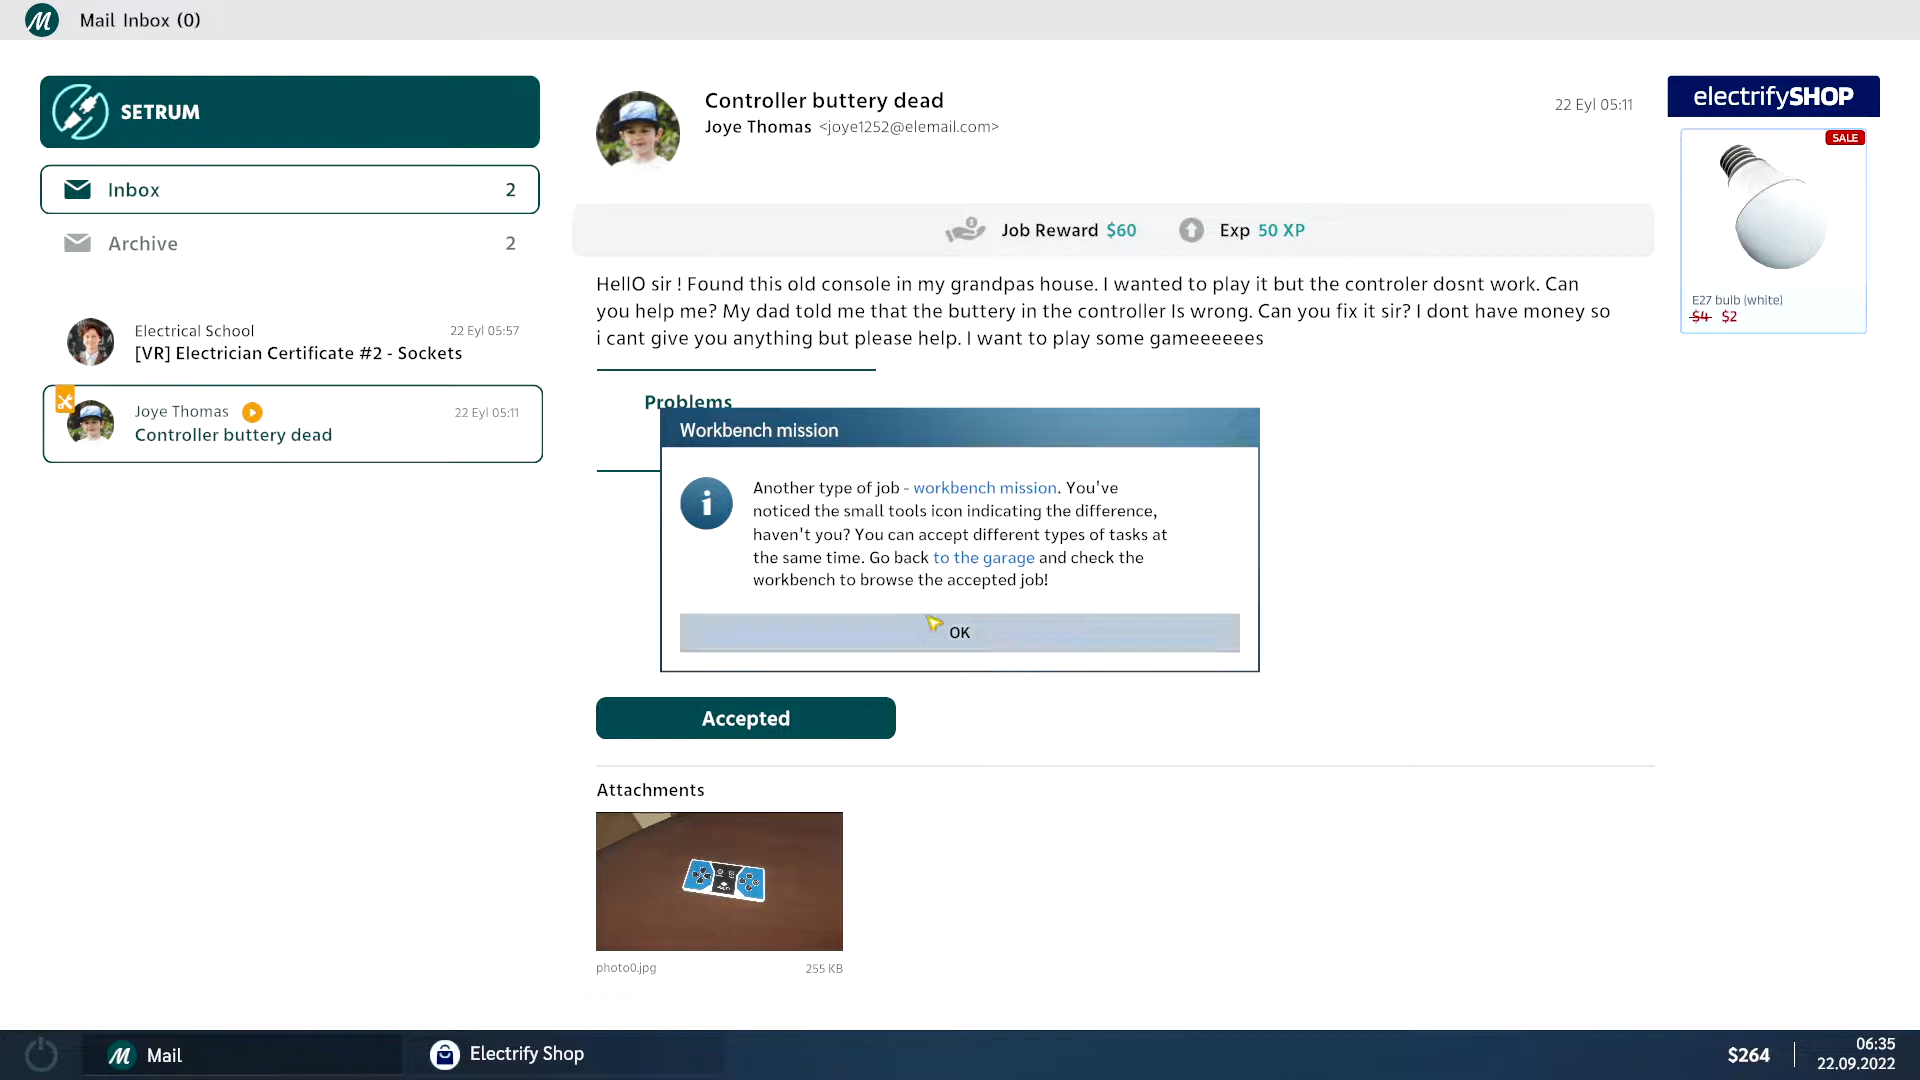 Mail Inbox (0)
SETRUM
Inbox 2
Archive 2
Electrical School 22 Eyl 05:57
[VR] Electrician Certificate #2 - Sockets
Joye Thomas 22 Eyl 05:11
Controller buttery dead
Controller buttery dead
Joye Thomas <joye1252@elemail.com>
22 Eyl 05:11
Job Reward $60 Exp 50 XP
HellO sir ! Found this old console in my grandpas house. I wanted to play it but the controler dosnt work. Can
you help me? My dad told me that the buttery in the controller Is wrong. Can you fix it sir? I dont have money so
i cant give you anything but please help. I want to play some gameeeeees
Problems
Workbench mission
Another type of job - workbench mission. You've
noticed the small tools icon indicating the difference,
haven't you? You can accept different types of tasks at
the same time. Go back to the garage and check the
workbench to browse the accepted job!
OK
Accepted
Attachments
photo0.jpg 255 KB
electrifySHOP
SALE
E27 bulb (white)
$4 $2
Mail
Electrify Shop
$264
06:35
22.09.2022